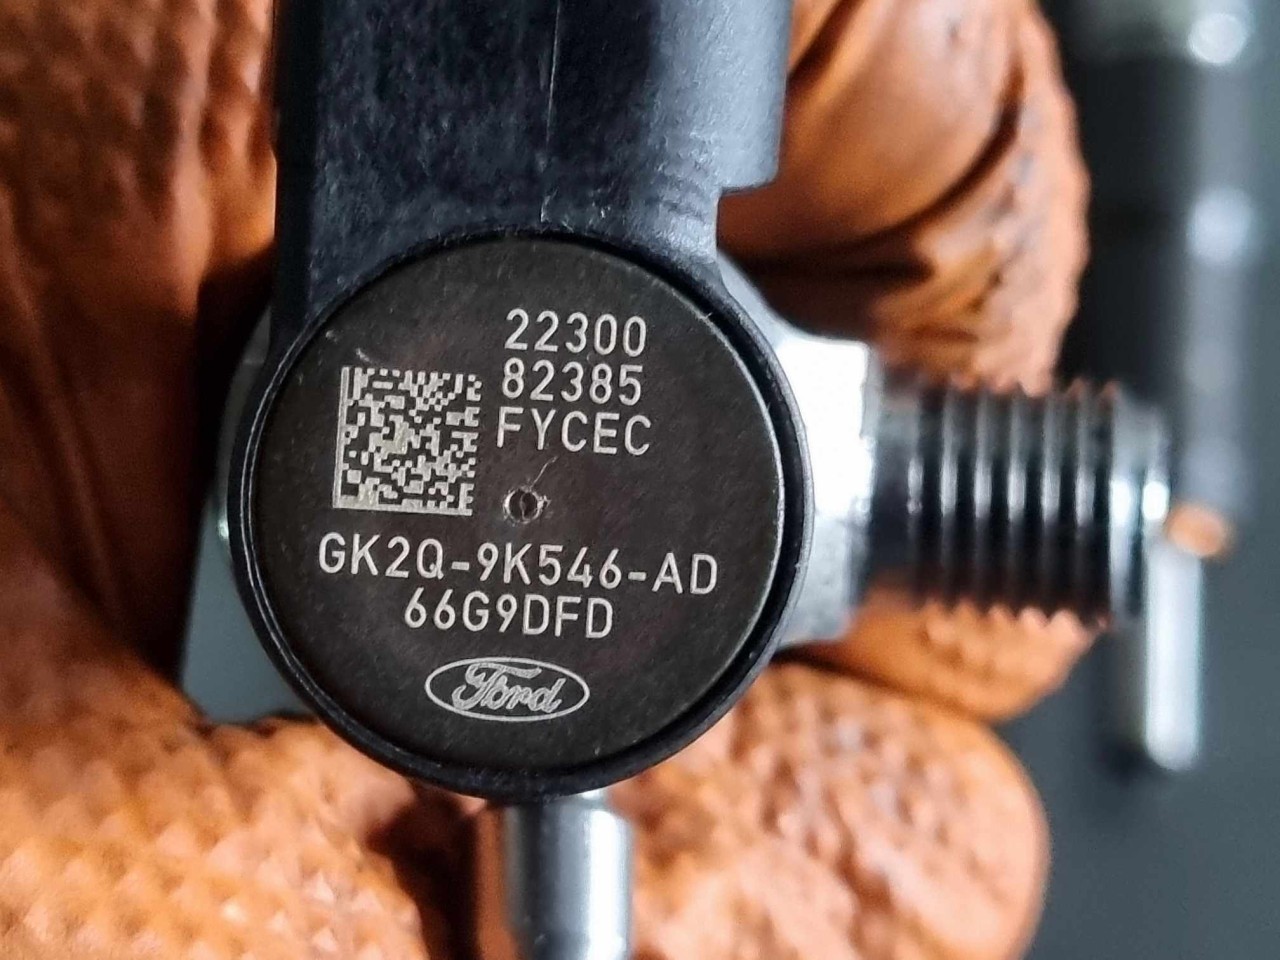 22300
82385
FYCEC
GK2Q-9K546-AD
66G9DFD
Ford